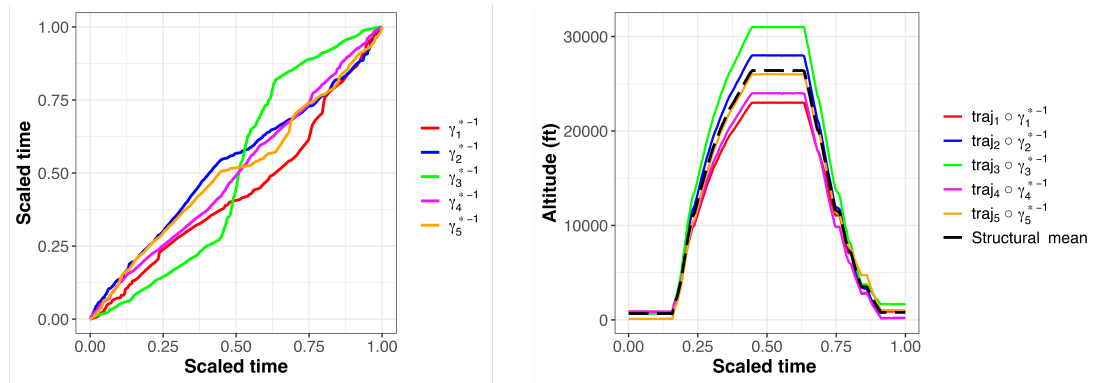 1.00
0.75
0.50
0.25
0.00
0.00 0.25 0.50 0.75 1.00
Scaled time
Scaled time
γ₁*⁻¹
γ₂*⁻¹
γ₃*⁻¹
γ₄*⁻¹
γ₅*⁻¹
30000
20000
10000
0
0.00 0.25 0.50 0.75 1.00
Scaled time
Altitude (ft)
traj₁ ○ γ₁*⁻¹
traj₂ ○ γ₂*⁻¹
traj₃ ○ γ₃*⁻¹
traj₄ ○ γ₄*⁻¹
traj₅ ○ γ₅*⁻¹
Structural mean